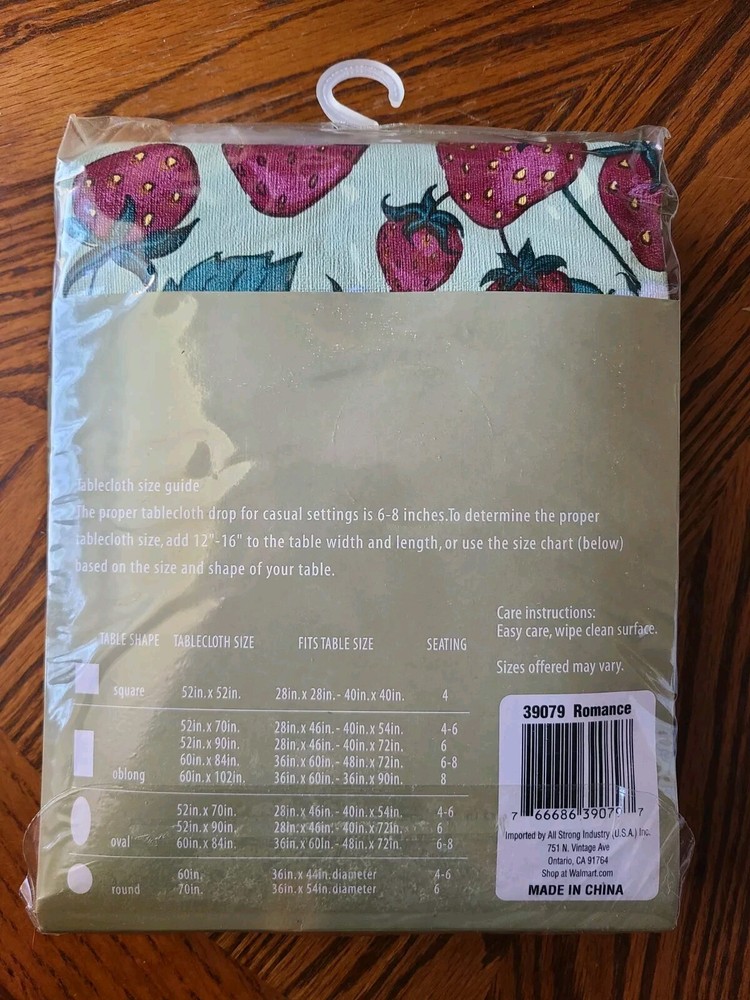 Tablecloth size guide
The proper tablecloth drop for casual settings is 6-8 inches.To determine the proper
tablecloth size, add 12"-16" to the table width and length, or use the size chart (below)
based on the size and shape of your table.
Care instructions:
Easy care, wipe clean surface.
Sizes offered may vary.
TABLE SHAPE TABLECLOTH SIZE FITS TABLE SIZE SEATING
square 52in. x 52in. 28in. x 28in. - 40in. x 40in. 4
52in. x 70in. 28in. x 46in. - 40in. x 54in. 4-6
52in. x 90in. 28in. x 46in. - 40in. x 72in. 6
60in. x 84in. 36in. x 60in. - 48in. x 72in. 6-8
oblong 60in. x 102in. 36in. x 60in. - 36in. x 90in. 8
52in. x 70in. 28in. x 46in. - 40in. x 54in. 4-6
52in. x 90in. 28in. x 46in. - 40in. x 72in. 6
oval 60in. x 84in. 36in. x 60in. - 48in. x 72in. 6-8
60in. 36in. x 44in. diameter 4-6
round 70in. 36in. x 54in. diameter 6
39079 Romance
7 66686 39079 7
Imported by All Strong Industry (U.S.A.) Inc.
751 N. Vintage Ave
Ontario, CA 91764
Shop at Walmart.com
MADE IN CHINA